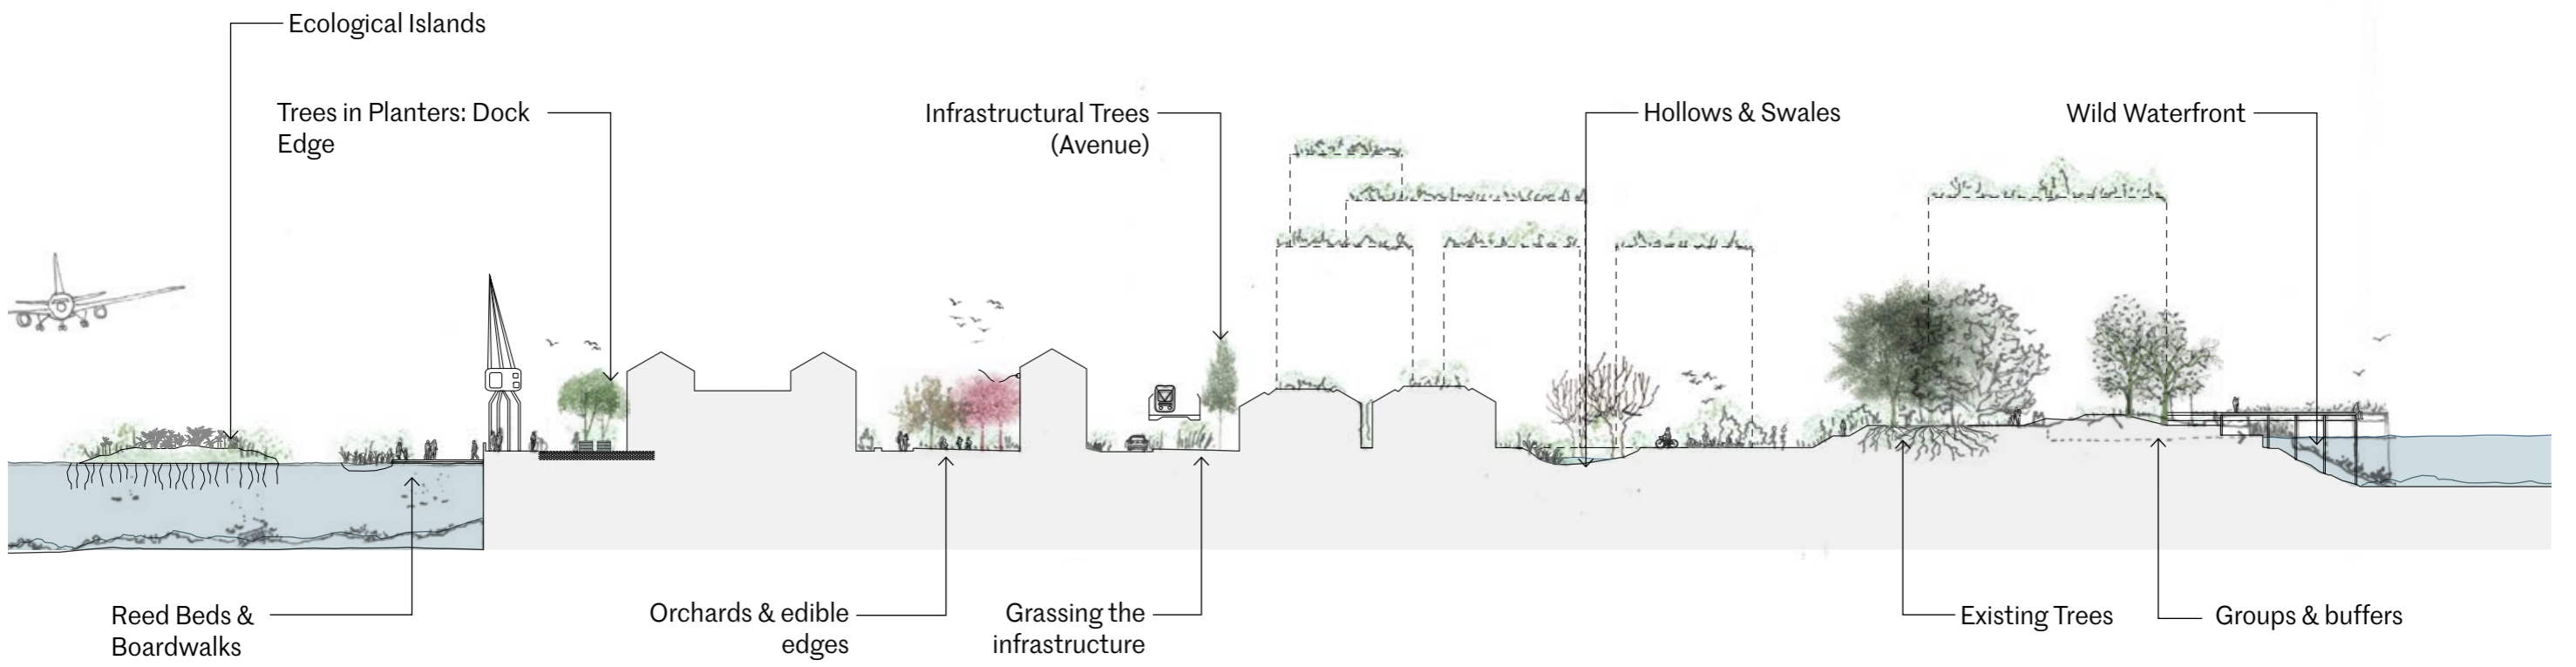 Ecological Islands
Trees in Planters: Dock
Edge
Infrastructural Trees
(Avenue)
Hollows & Swales
Wild Waterfront
Reed Beds &
Boardwalks
Orchards & edible
edges
Grassing the
infrastructure
Existing Trees
Groups & buffers